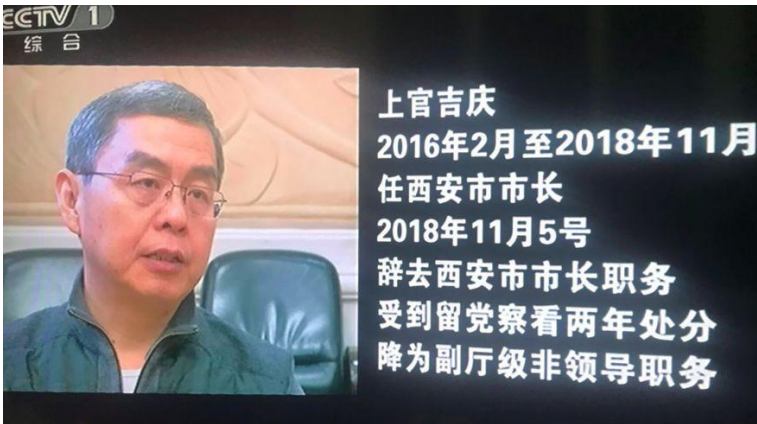 CCTV 1
综合
上官吉庆
2016年2月至2018年11月
任西安市市长
2018年11月5号
辞去西安市市长职务
受到留党察看两年处分
降为副厅级非领导职务